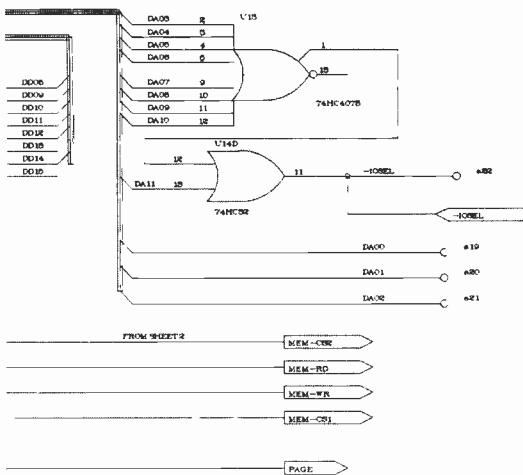 U15
DA03 2
DA04 3
DA05 4
DA06 5
1
13
DA07 9
DA08 10
DA09 11
DA10 12
74HC4078
DD08
DD09
DD10
DD11
DD12
DD13
DD14
DD15
U14D
12
DA11 13
11
74HC32
-IOSEL
a32
-IOSEL
DA00 a19
DA01 a20
DA02 a21
FROM SHEET 2
MEM-CS2
MEM-RD
MEM-WR
MEM-CS1
PAGE